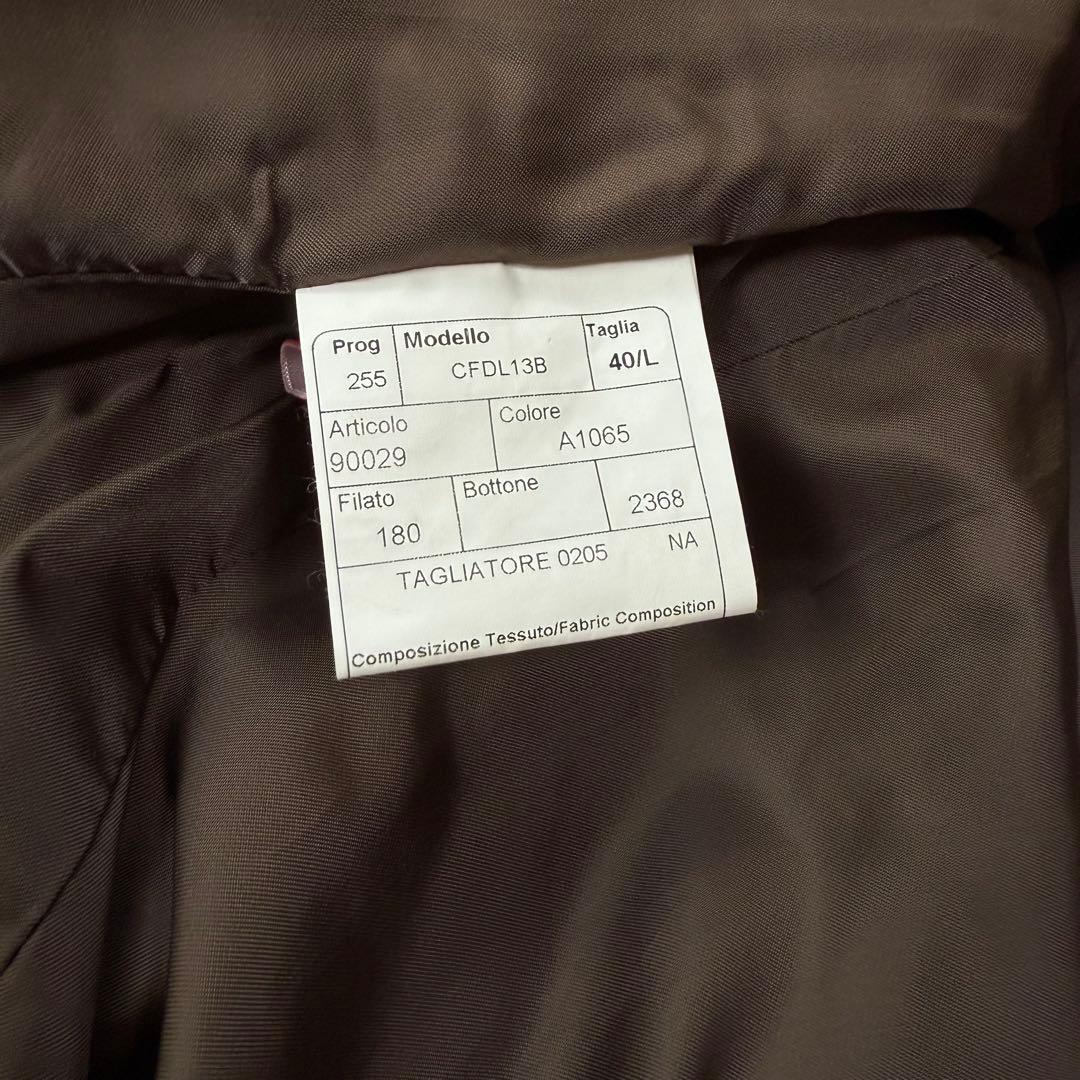 Prog Modello Taglia
255 CFDL13B 40/L
Articolo Colore
90029 A1065
Filato Bottone
180 2368
TAGLIATORE 0205 NA
Composizione Tessuto/Fabric Composition